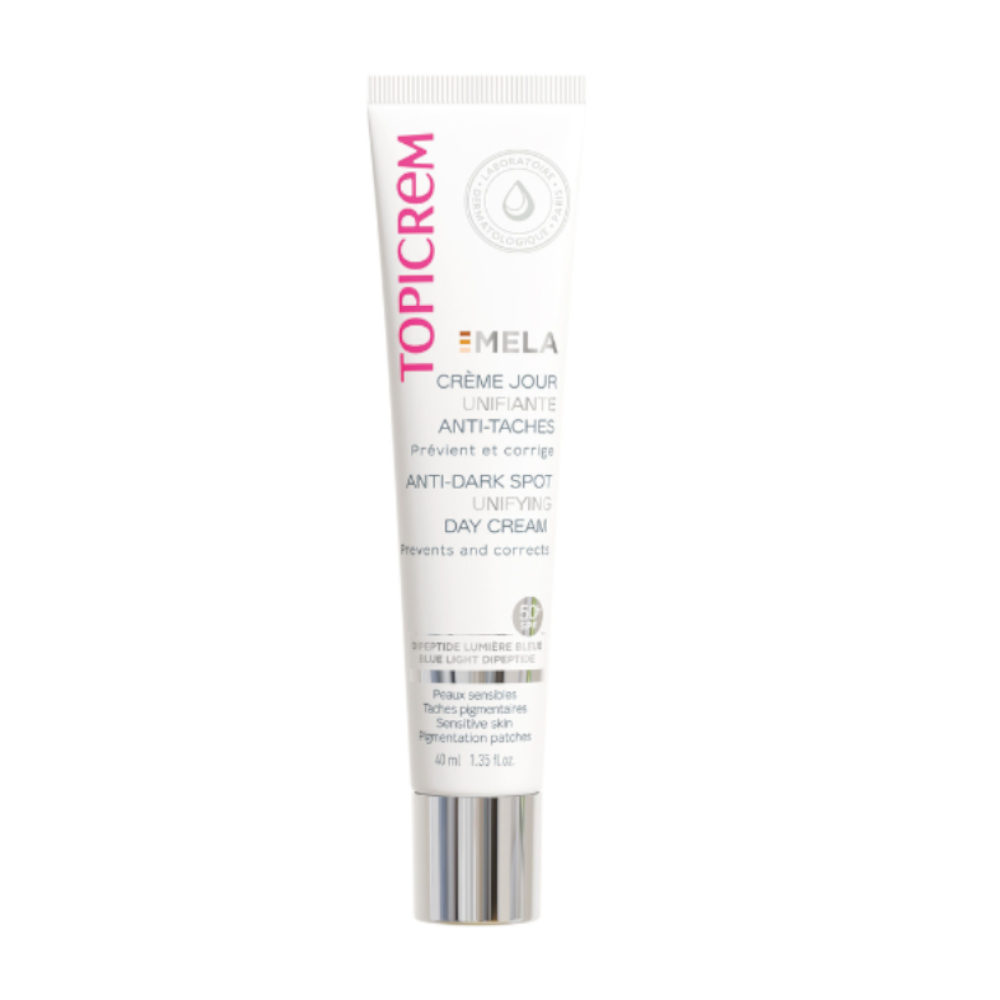 TOPICREM
LABORATOIRE • DERMATOLOGIQUE • PARIS •
MELA
CRÈME JOUR
UNIFIANTE
ANTI-TACHES
Prévient et corrige
ANTI-DARK SPOT
UNIFYING
DAY CREAM
Prevents and corrects
50+
SPF
DIPEPTIDE LUMIÈRE BLEUE
BLUE LIGHT DIPEPTIDE
Peaux sensibles
Taches pigmentaires
Sensitive skin
Pigmentation patches
40 ml 1.35 fl.oz.